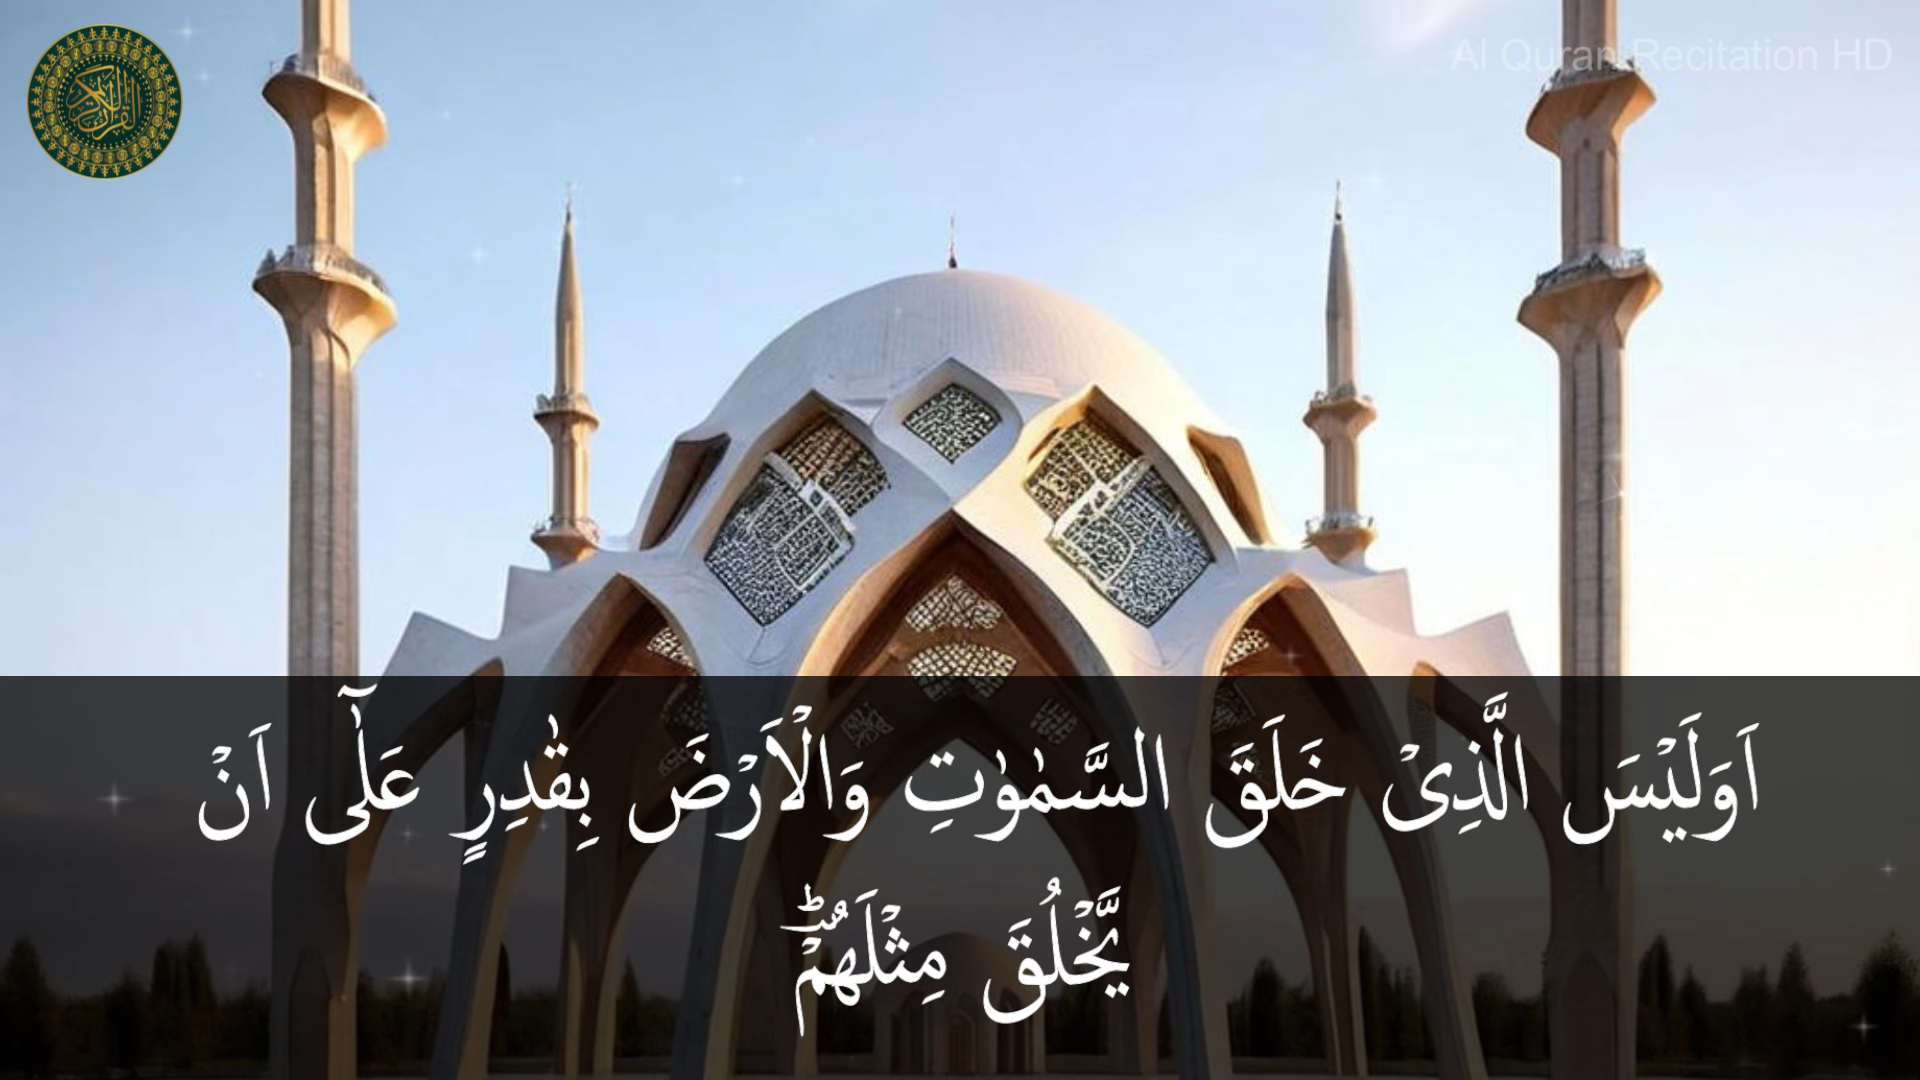 Al Quran Recitation HD
اَوَلَيْسَ الَّذِىْ خَلَقَ السَّمٰوٰتِ وَالْاَرْضَ بِقٰدِرٍ عَلٰٓى اَنْ
يَّخْلُقَ مِثْلَهُمْؕ